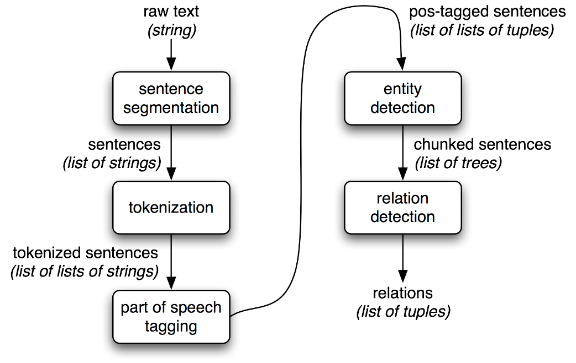 raw text
(string)
sentence
segmentation
sentences
(list of strings)
tokenization
tokenized sentences
(list of lists of strings)
part of speech
tagging
pos-tagged sentences
(list of lists of tuples)
entity
detection
chunked sentences
(list of trees)
relation
detection
relations
(list of tuples)